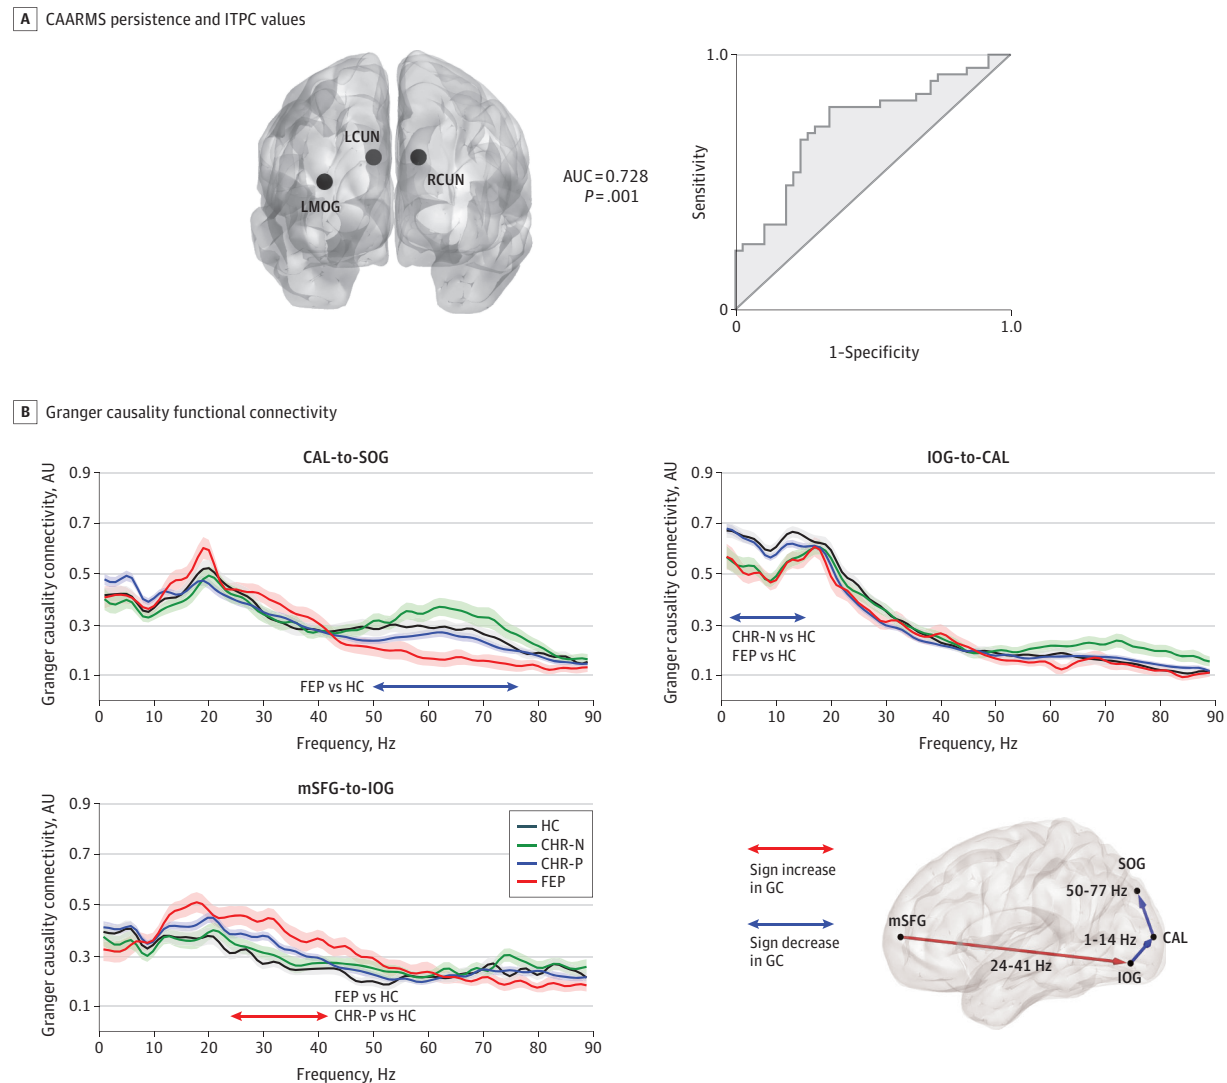 A CAARMS persistence and ITPC values
LCUN
RCUN
LMOG
AUC=0.728
P=.001
Sensitivity
1.0
0
0
1.0
1-Specificity
B Granger causality functional connectivity
CAL-to-SOG
Granger causality connectivity, AU
0.9
0.7
0.5
0.3
0.1
FEP vs HC
0 10 20 30 40 50 60 70 80 90
Frequency, Hz
IOG-to-CAL
Granger causality connectivity, AU
0.9
0.7
0.5
0.3
0.1
CHR-N vs HC
FEP vs HC
0 10 20 30 40 50 60 70 80 90
Frequency, Hz
mSFG-to-IOG
Granger causality connectivity, AU
0.9
0.7
0.5
0.3
0.1
HC
CHR-N
CHR-P
FEP
FEP vs HC
CHR-P vs HC
0 10 20 30 40 50 60 70 80 90
Frequency, Hz
Sign increase
in GC
Sign decrease
in GC
SOG
50-77 Hz
mSFG
1-14 Hz
CAL
24-41 Hz
IOG